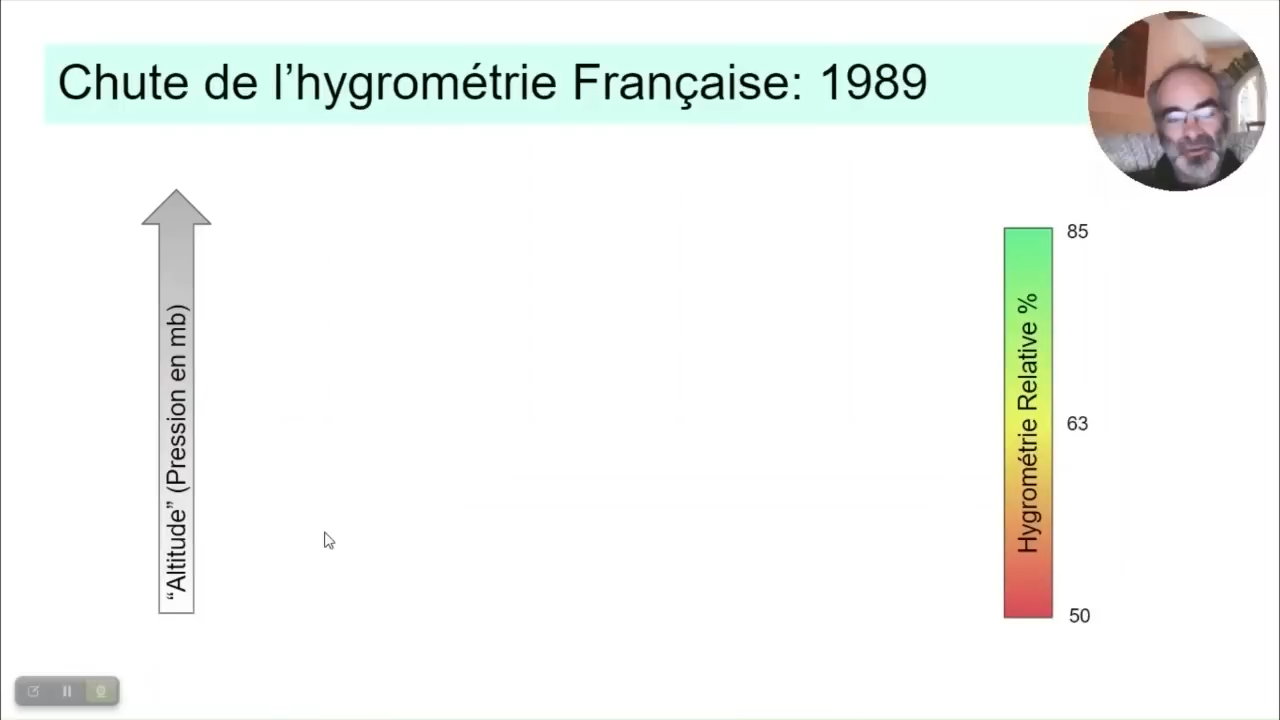 Chute de l’hygrométrie Française: 1989
“Altitude” (Pression en mb)
Hygrométrie Relative %
85
63
50